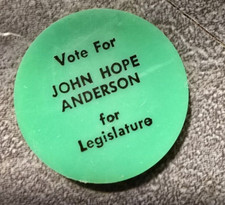 Vote For
JOHN HOPE
ANDERSON
for
Legislature